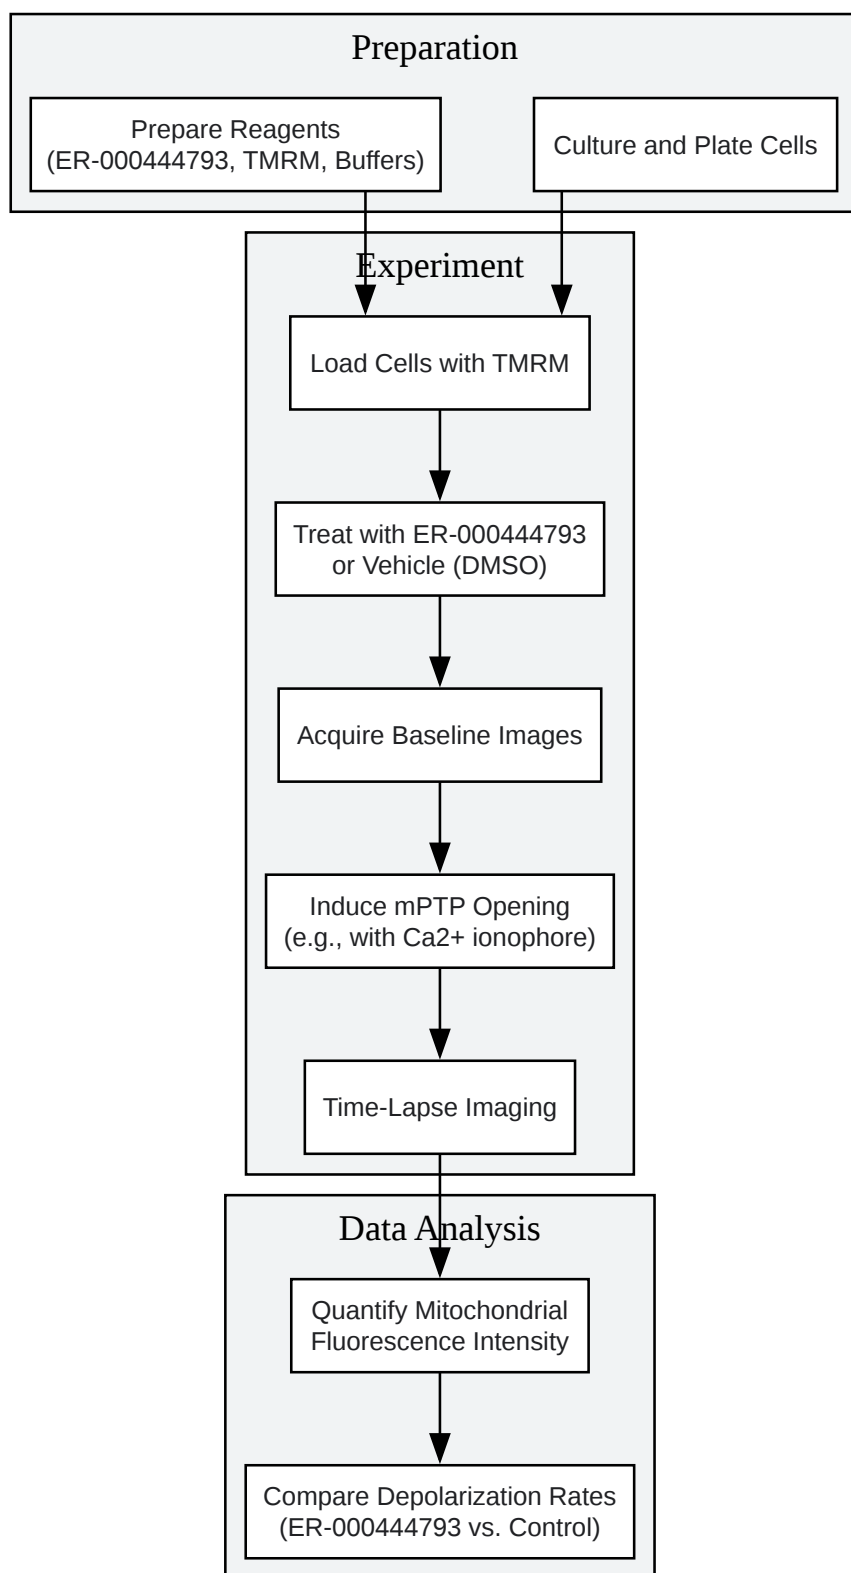 Preparation
Prepare Reagents
(ER-000444793, TMRM, Buffers)
Culture and Plate Cells
Experiment
Load Cells with TMRM
Treat with ER-000444793
or Vehicle (DMSO)
Acquire Baseline Images
Induce mPTP Opening
(e.g., with Ca2+ ionophore)
Time-Lapse Imaging
Data Analysis
Quantify Mitochondrial
Fluorescence Intensity
Compare Depolarization Rates
(ER-000444793 vs. Control)